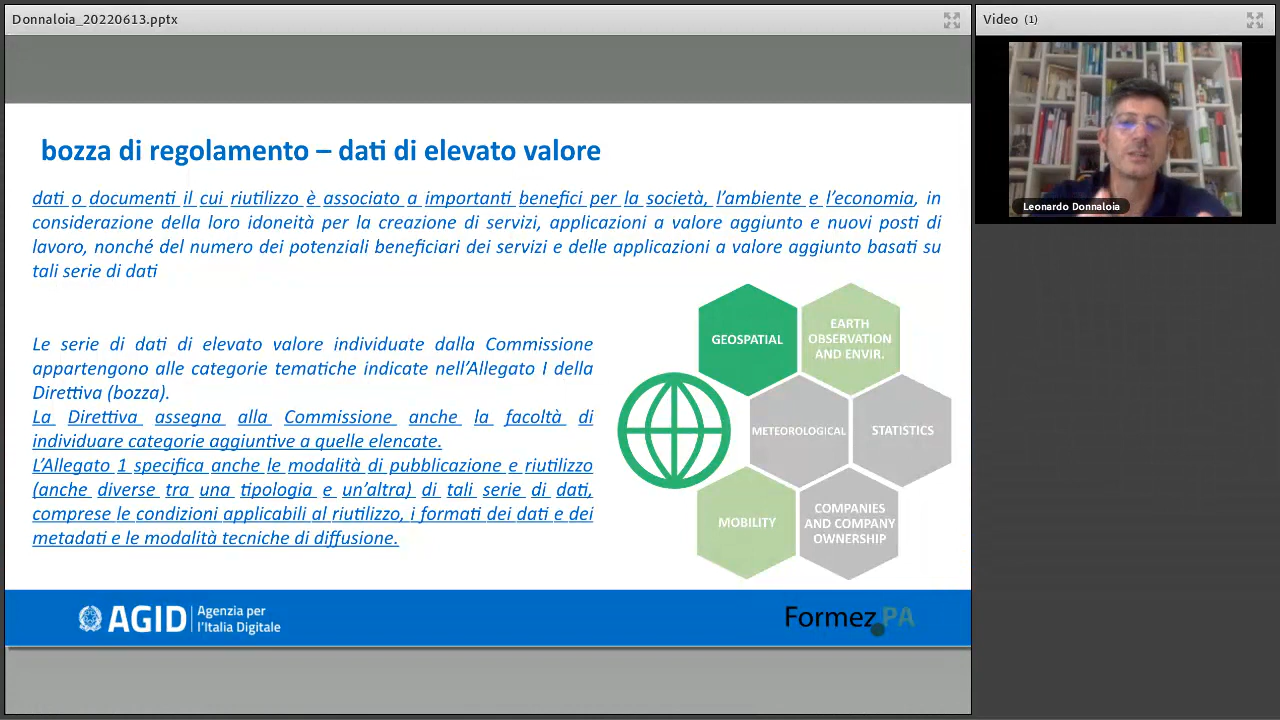 Donnaloia_20220613.pptx
Video (1)
Leonardo Donnaloia
bozza di regolamento – dati di elevato valore
dati o documenti il cui riutilizzo è associato a importanti benefici per la società, l’ambiente e l’economia, in
considerazione della loro idoneità per la creazione di servizi, applicazioni a valore aggiunto e nuovi posti di
lavoro, nonché del numero dei potenziali beneficiari dei servizi e delle applicazioni a valore aggiunto basati su
tali serie di dati
Le serie di dati di elevato valore individuate dalla Commissione
appartengono alle categorie tematiche indicate nell’Allegato I della
Direttiva (bozza).
La Direttiva assegna alla Commissione anche la facoltà di
individuare categorie aggiuntive a quelle elencate.
L’Allegato 1 specifica anche le modalità di pubblicazione e riutilizzo
(anche diverse tra una tipologia e un’altra) di tali serie di dati,
comprese le condizioni applicabili al riutilizzo, i formati dei dati e dei
metadati e le modalità tecniche di diffusione.
GEOSPATIAL
EARTH
OBSERVATION
AND ENVIR.
METEOROLOGICAL
STATISTICS
MOBILITY
COMPANIES
AND COMPANY
OWNERSHIP
AGID
Agenzia per
l’Italia Digitale
Formez PA